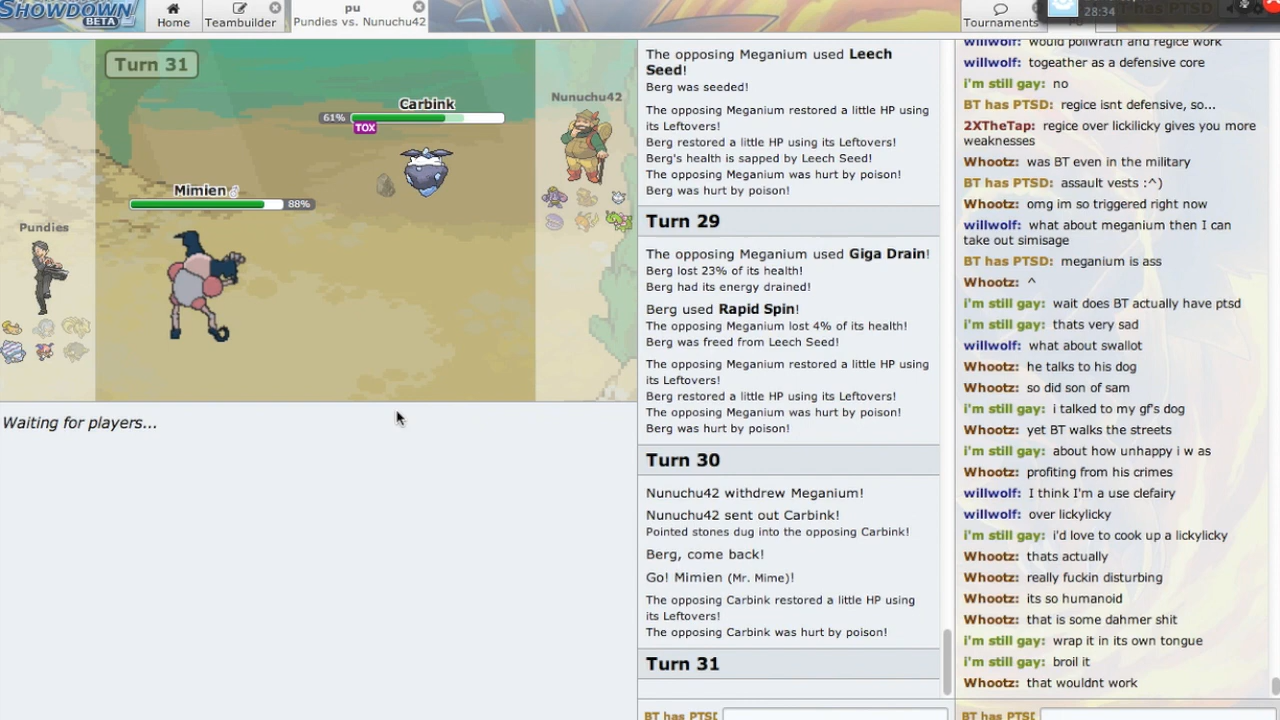 SHOWDOWN
BETA
Home
Teambuilder
pu
Pundies vs. Nunuchu42
Tournaments
28:34
has PTSD
Turn 31
Carbink
61%
TOX
Mimien
88%
Pundies
Nunuchu42
Waiting for players...
The opposing Meganium used Leech
Seed!
Berg was seeded!
The opposing Meganium restored a little HP using
its Leftovers!
Berg restored a little HP using its Leftovers!
Berg's health is sapped by Leech Seed!
The opposing Meganium was hurt by poison!
Berg was hurt by poison!
Turn 29
The opposing Meganium used Giga Drain!
Berg lost 23% of its health!
Berg had its energy drained!
Berg used Rapid Spin!
The opposing Meganium lost 4% of its health!
Berg was freed from Leech Seed!
The opposing Meganium restored a little HP using
its Leftovers!
Berg restored a little HP using its Leftovers!
The opposing Meganium was hurt by poison!
Berg was hurt by poison!
Turn 30
Nunuchu42 withdrew Meganium!
Nunuchu42 sent out Carbink!
Pointed stones dug into the opposing Carbink!
Berg, come back!
Go! Mimien (Mr. Mime)!
The opposing Carbink restored a little HP using
its Leftovers!
The opposing Carbink was hurt by poison!
Turn 31
BT has PTSD
willwolf: would poliwrath and regice work
willwolf: togeather as a defensive core
i'm still gay: no
BT has PTSD: regice isnt defensive, so...
2XTheTap: regice over lickilicky gives you more
weaknesses
Whootz: was BT even in the military
BT has PTSD: assault vests :^)
Whootz: omg im so triggered right now
willwolf: what about meganium then I can
take out simisage
BT has PTSD: meganium is ass
Whootz: ^
i'm still gay: wait does BT actually have ptsd
i'm still gay: thats very sad
willwolf: what about swallot
Whootz: he talks to his dog
Whootz: so did son of sam
i'm still gay: i talked to my gf's dog
Whootz: yet BT walks the streets
i'm still gay: about how unhappy i w as
Whootz: profiting from his crimes
willwolf: I think I'm a use clefairy
willwolf: over lickylicky
i'm still gay: i'd love to cook up a lickylicky
Whootz: thats actually
Whootz: really fuckin disturbing
Whootz: its so humanoid
Whootz: that is some dahmer shit
i'm still gay: wrap it in its own tongue
i'm still gay: broil it
Whootz: that wouldnt work
BT has PTSD